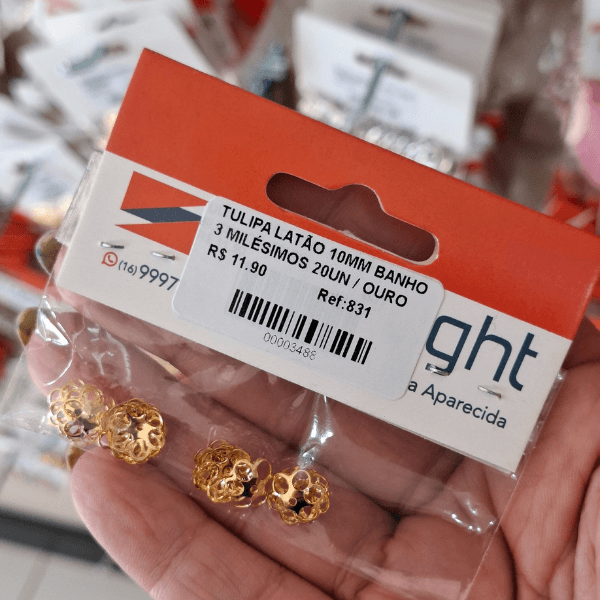 TULIPA LATÃO 10MM BANHO
3 MILÉSIMOS 20UN / OURO
R$ 11.90
Ref:831
00003488
(16) 9997
ght
a Aparecida